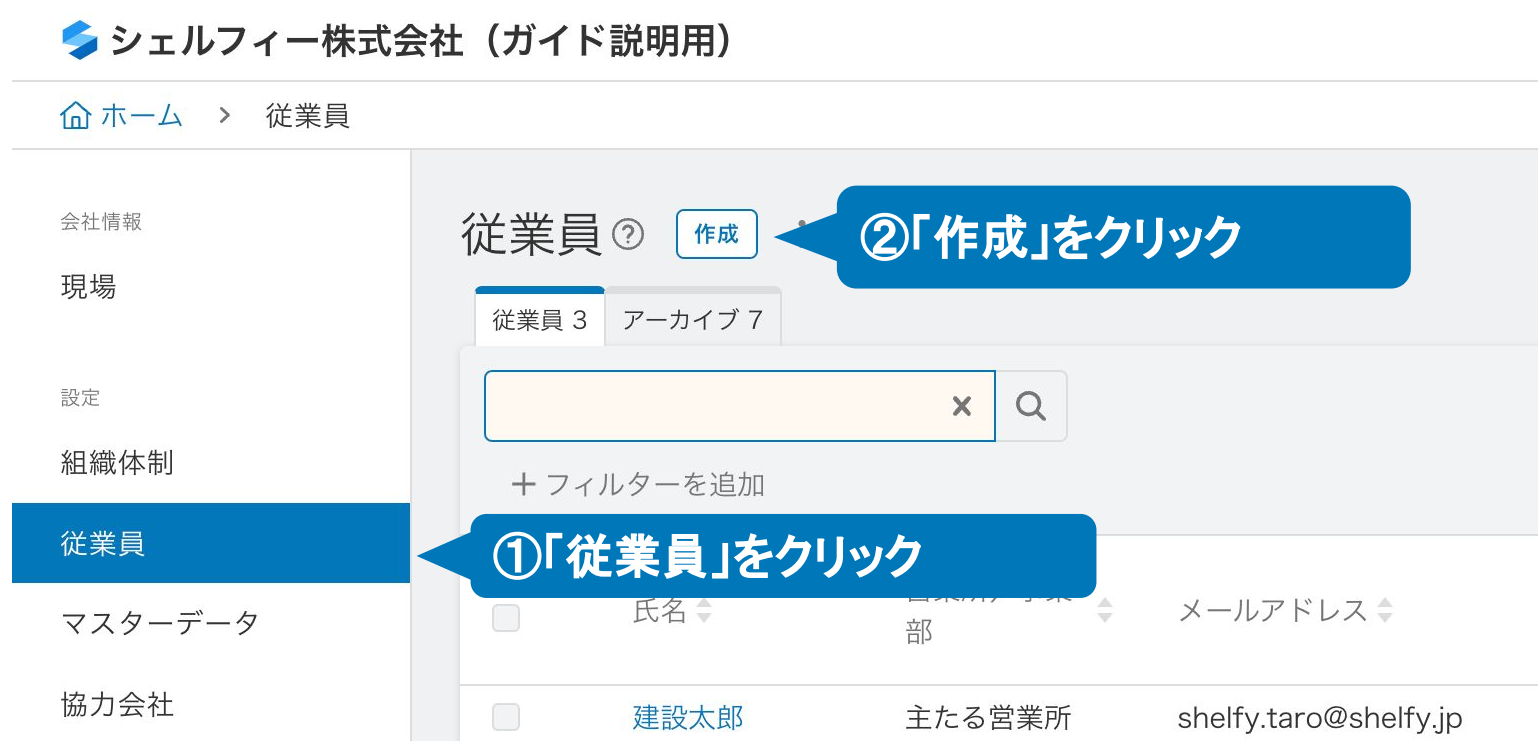 シェルフィー株式会社（ガイド説明用）
ホーム > 従業員
会社情報
現場
設定
組織体制
従業員
マスターデータ
協力会社
従業員 ? 作成
②「作成」をクリック
従業員 3 アーカイブ 7
+ フィルターを追加
①「従業員」をクリック
氏名
部
メールアドレス
建設太郎 主たる営業所 shelfy.taro@shelfy.jp